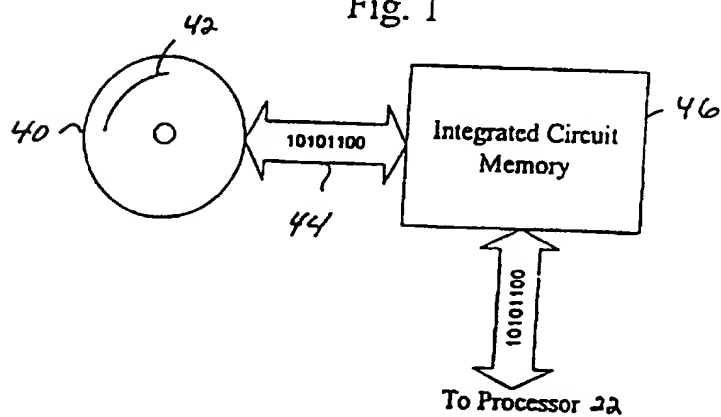 Fig. 1
42
40
10101100
44
Integrated Circuit
Memory
46
10101100
To Processor 22